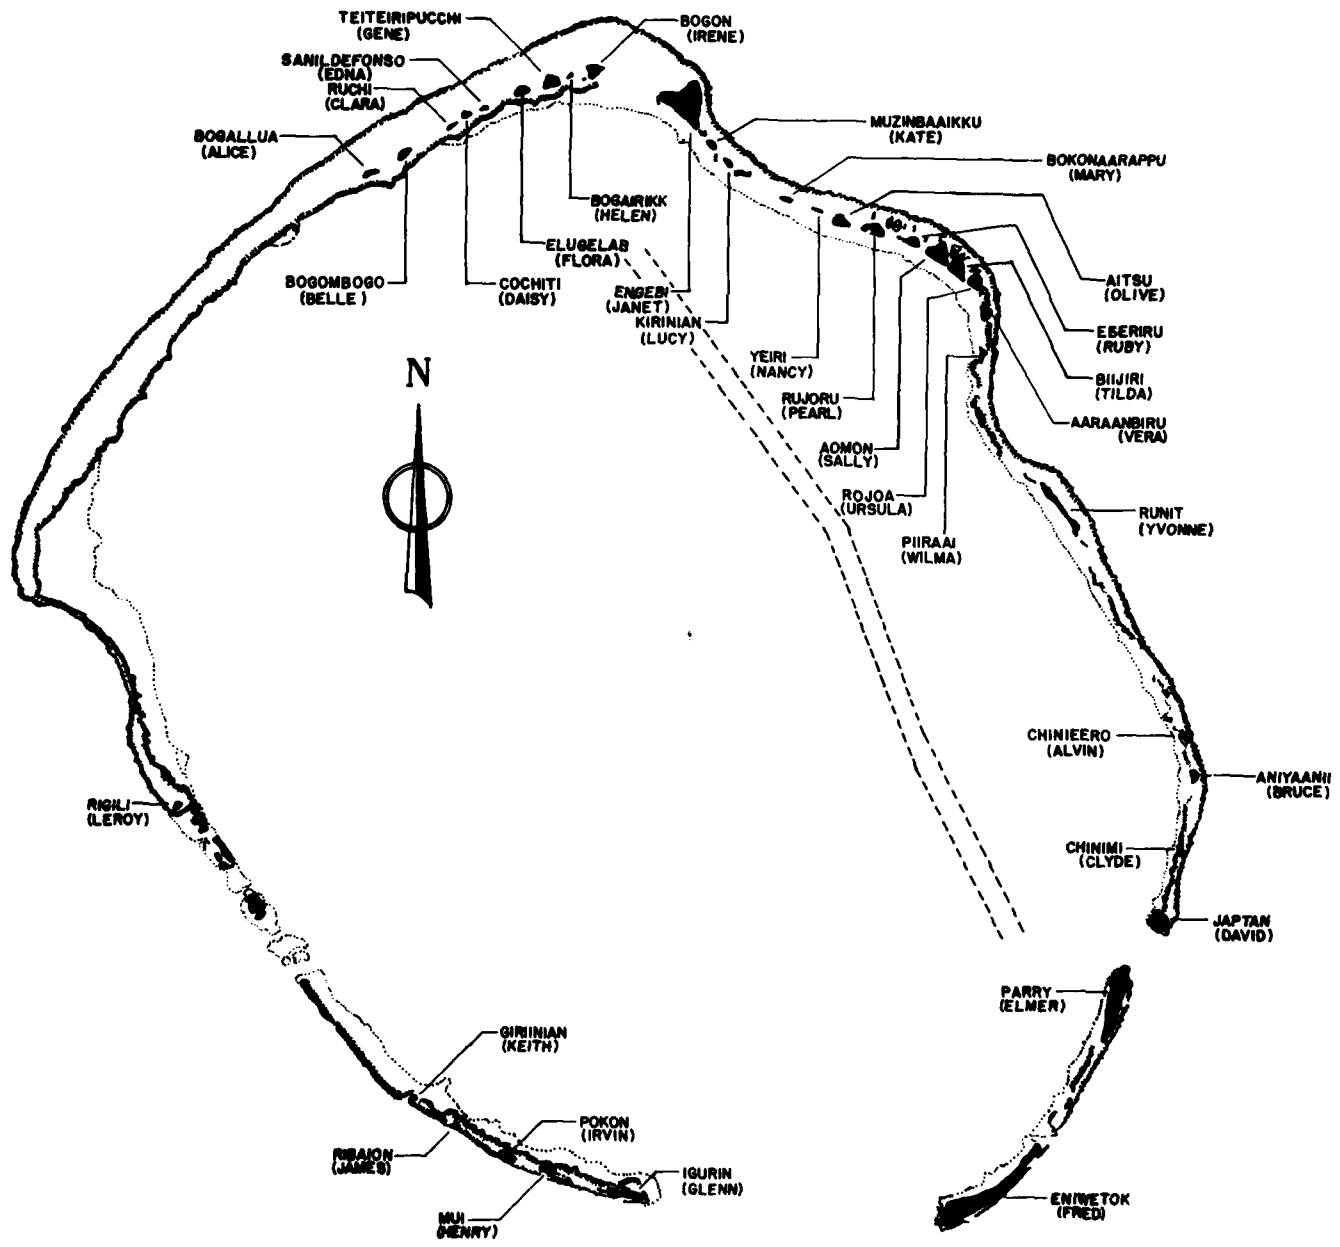 TEITEIRIPUCCHI
(GENE)
BOGON
(IRENE)
SANILDEFONSO
(EDNA)
RUCHI
(CLARA)
BOGALLUA
(ALICE)
MUZINBAAIKKU
(KATE)
BOKONAARAPPU
(MARY)
BOGAIRIKK
(HELEN)
ELUGELAB
(FLORA)
BOGOMBOGO
(BELLE)
COCHITI
(DAISY)
ENGEBI
(JANET)
KIRINIAN
(LUCY)
AITSU
(OLIVE)
EBERIRU
(RUBY)
YEIRI
(NANCY)
BIIJIRI
(TILDA)
RUJORU
(PEARL)
AARAANBIRU
(VERA)
AOMON
(SALLY)
ROJOA
(URSULA)
PIIRAAI
(WILMA)
RUNIT
(YVONNE)
N
CHINIEERO
(ALVIN)
ANIYAANII
(BRUCE)
RIGILI
(LEROY)
CHINIMI
(CLYDE)
JAPTAN
(DAVID)
PARRY
(ELMER)
GIRIINIAN
(KEITH)
POKON
(IRVIN)
RIBAION
(JAMES)
IGURIN
(GLENN)
MUI
(HENRY)
ENIWETOK
(FRED)